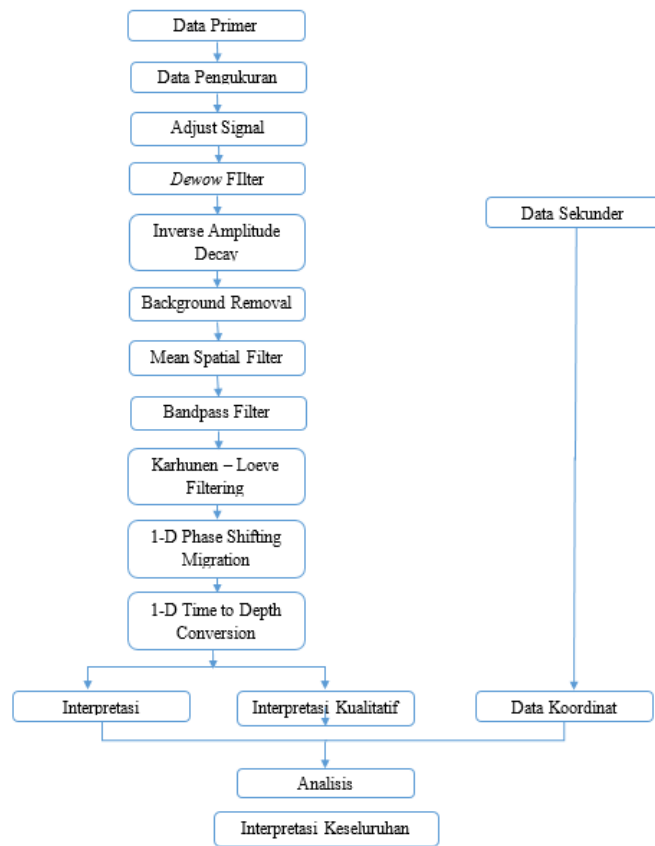 Data Primer
Data Pengukuran
Adjust Signal
Dewow FIlter
Data Sekunder
Inverse Amplitude
Decay
Background Removal
Mean Spatial Filter
Bandpass Filter
Karhunen – Loeve
Filtering
1-D Phase Shifting
Migration
1-D Time to Depth
Conversion
Interpretasi
Interpretasi Kualitatif
Data Koordinat
Analisis
Interpretasi Keseluruhan